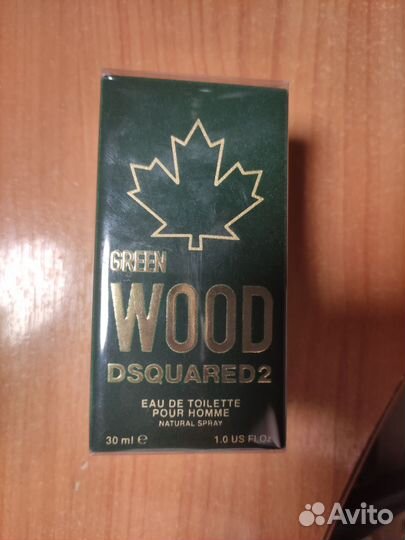 GREEN
WOOD
DSQUARED2
EAU DE TOILETTE
POUR HOMME
NATURAL SPRAY
30 ml e 1.0 US FL.Oz
Avito